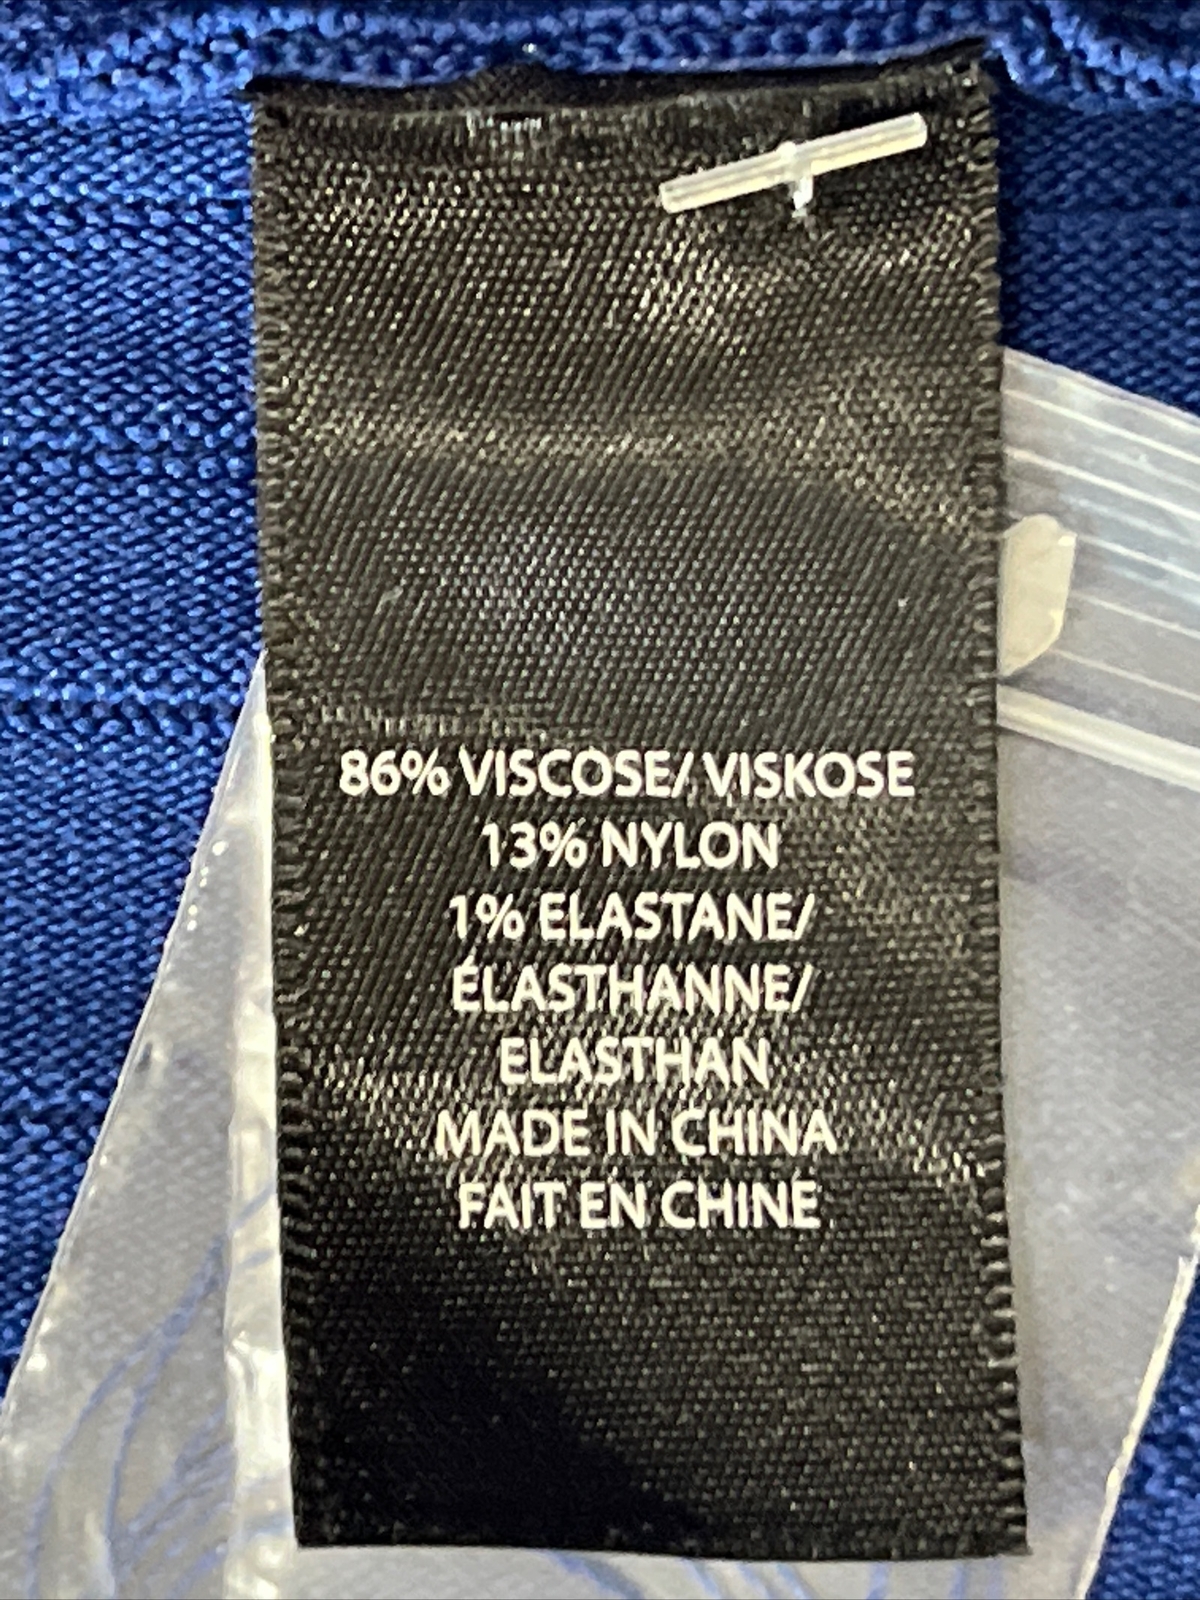 86% VISCOSE/ VISKOSE
13% NYLON
1% ELASTANE/
ÉLASTHANNE/
ELASTHAN
MADE IN CHINA
FAIT EN CHINE